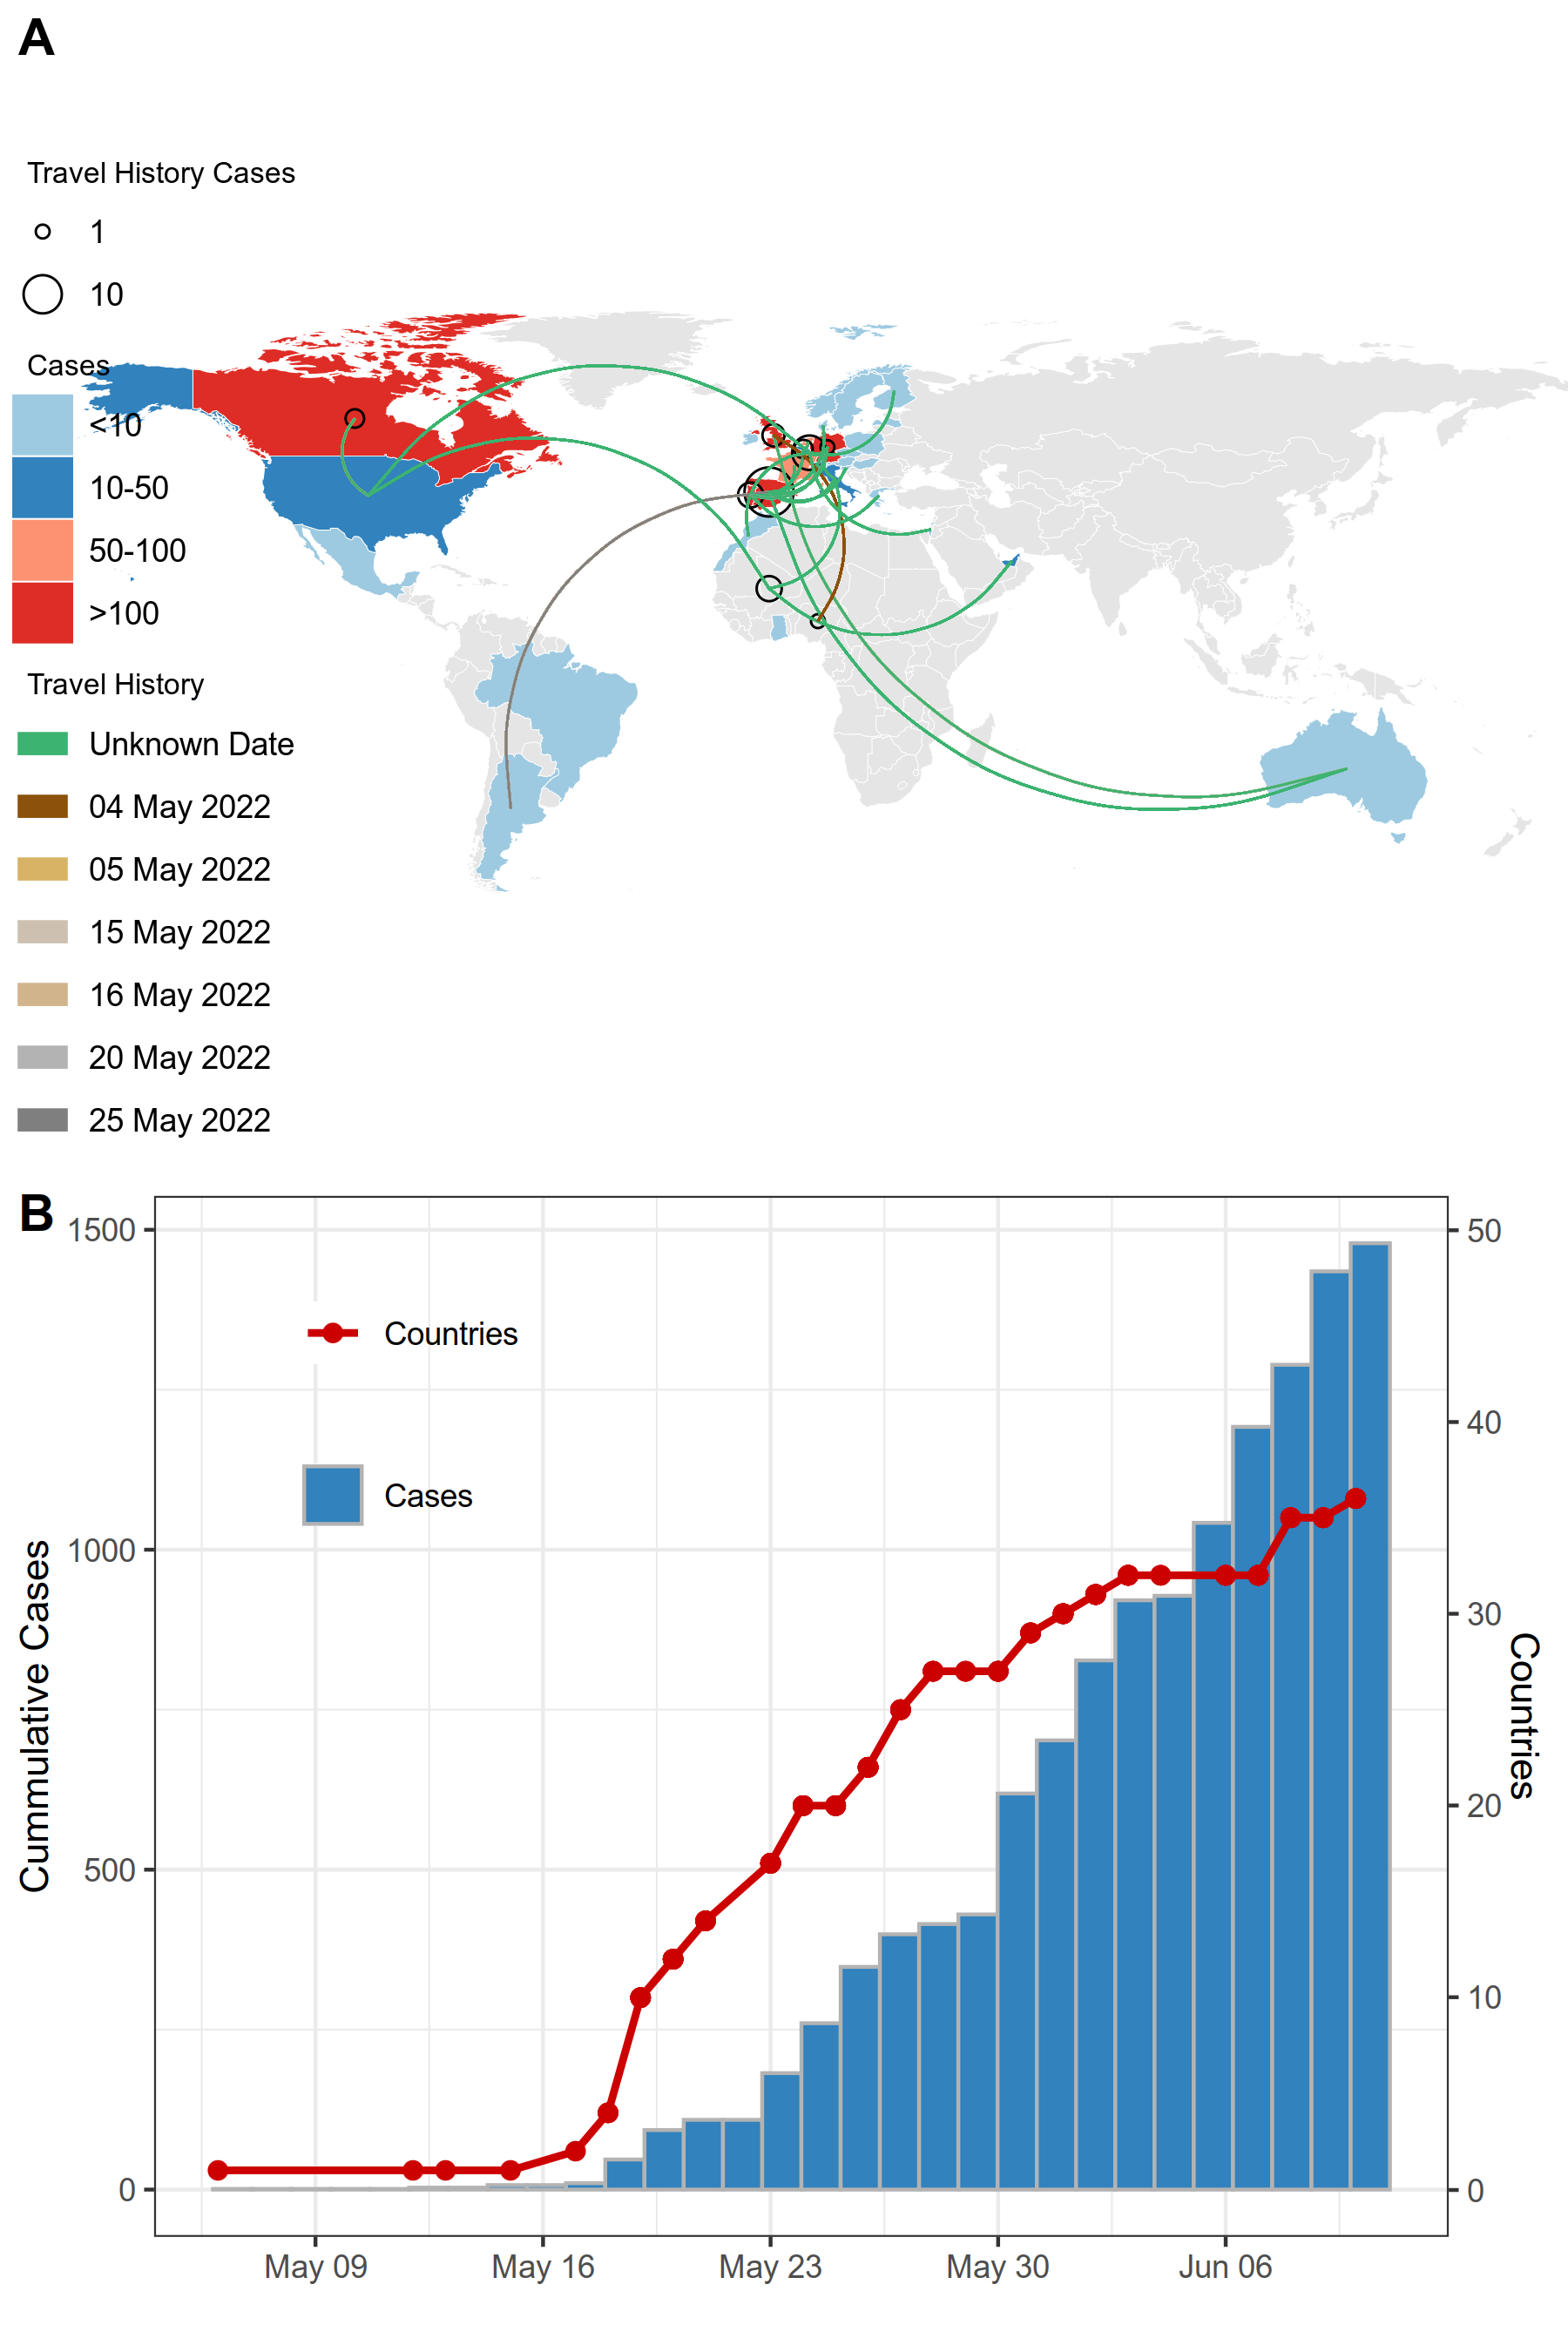 A
Travel History Cases
1
10
Cases
<10
10-50
50-100
>100
Travel History
Unknown Date
04 May 2022
05 May 2022
15 May 2022
16 May 2022
20 May 2022
25 May 2022
B
1500
1000
500
0
Cummulative Cases
Countries
Cases
50
40
30
20
10
0
Countries
May 09
May 16
May 23
May 30
Jun 06